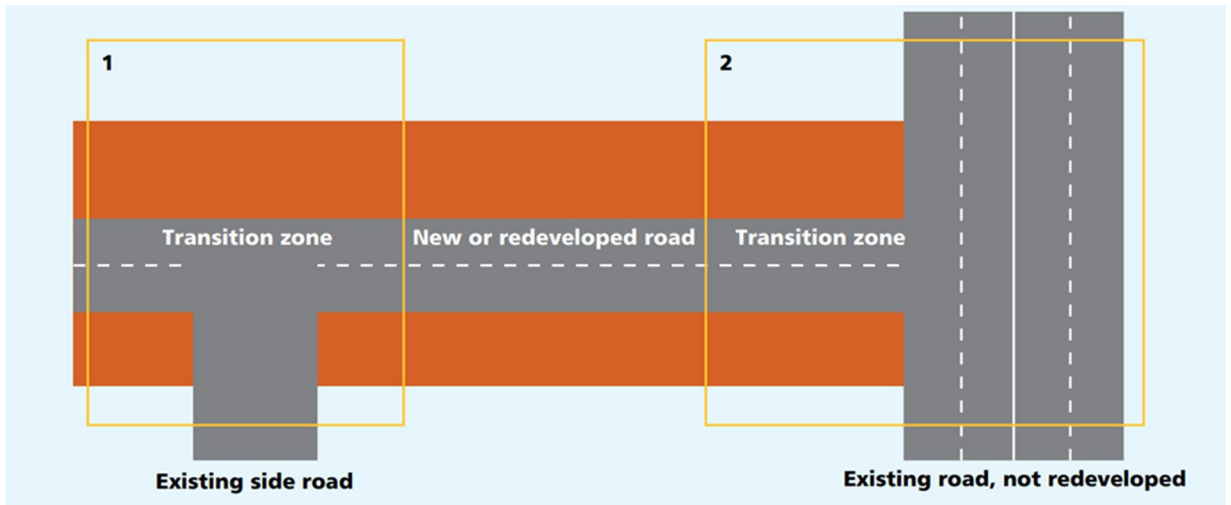 1
2
Transition zone
New or redeveloped road
Transition zone
Existing side road
Existing road, not redeveloped